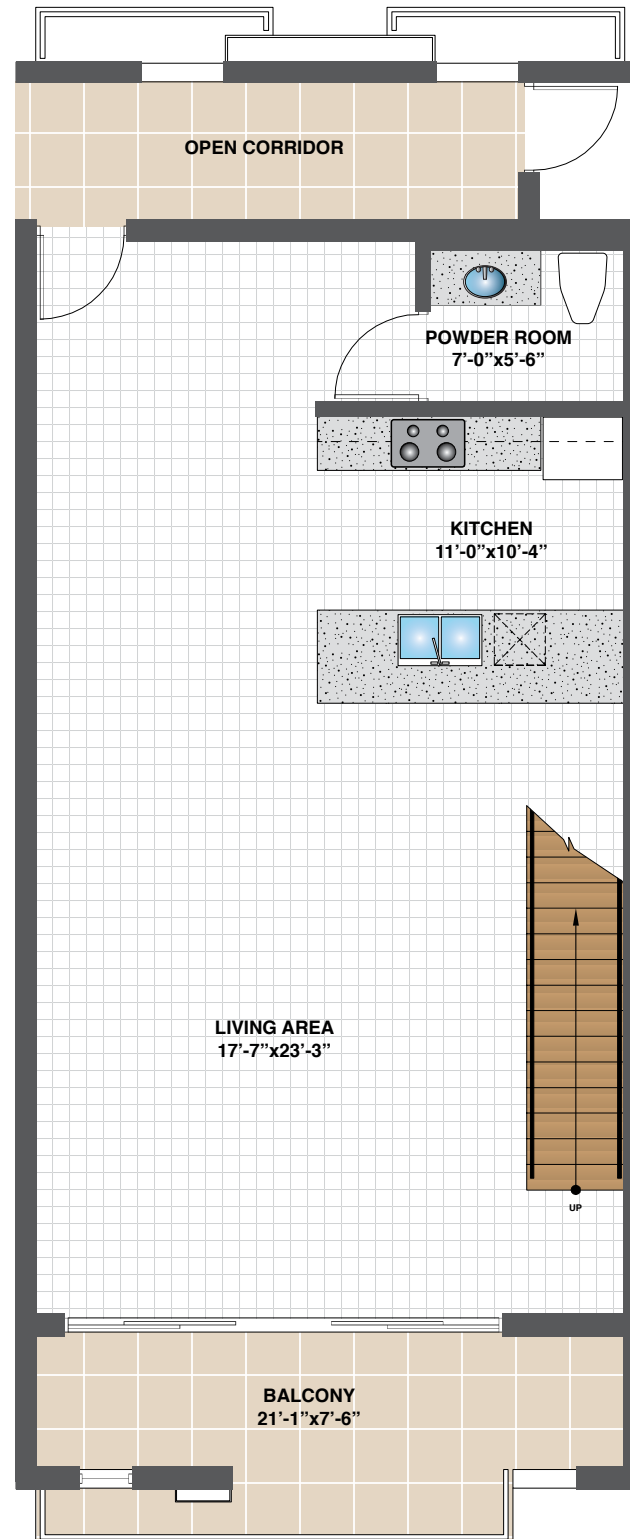 OPEN CORRIDOR
POWDER ROOM
7’-0”x5’-6”
KITCHEN
11’-0”x10’-4”
LIVING AREA
17’-7”x23’-3”
UP
BALCONY
21’-1”x7’-6”